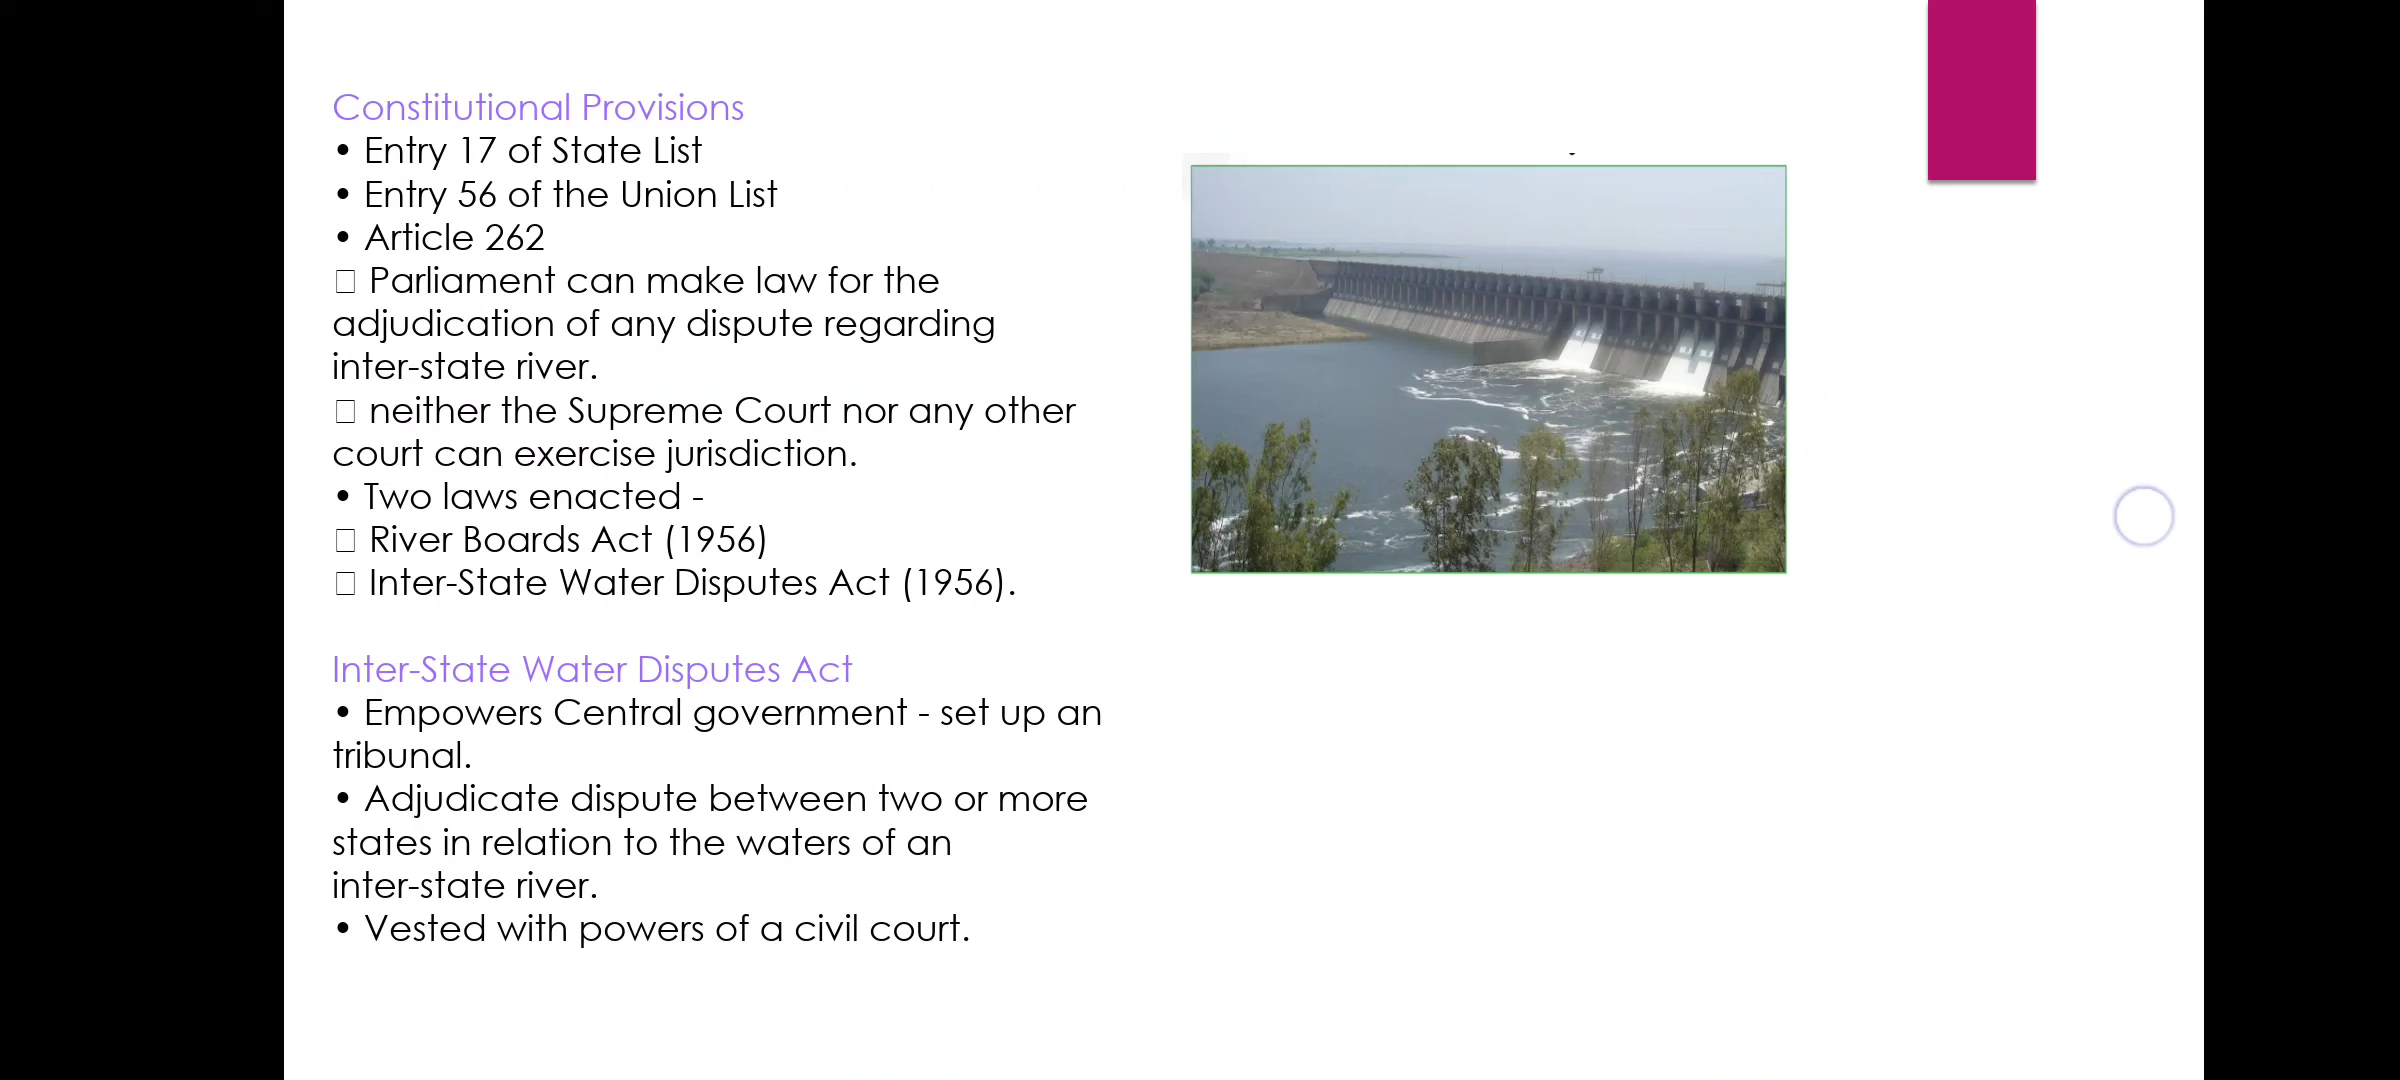 Constitutional Provisions
• Entry 17 of State List
• Entry 56 of the Union List
• Article 262
□ Parliament can make law for the
adjudication of any dispute regarding
inter-state river.
□ neither the Supreme Court nor any other
court can exercise jurisdiction.
• Two laws enacted -
□ River Boards Act (1956)
□ Inter-State Water Disputes Act (1956).
Inter-State Water Disputes Act
• Empowers Central government - set up an
tribunal.
• Adjudicate dispute between two or more
states in relation to the waters of an
inter-state river.
• Vested with powers of a civil court.